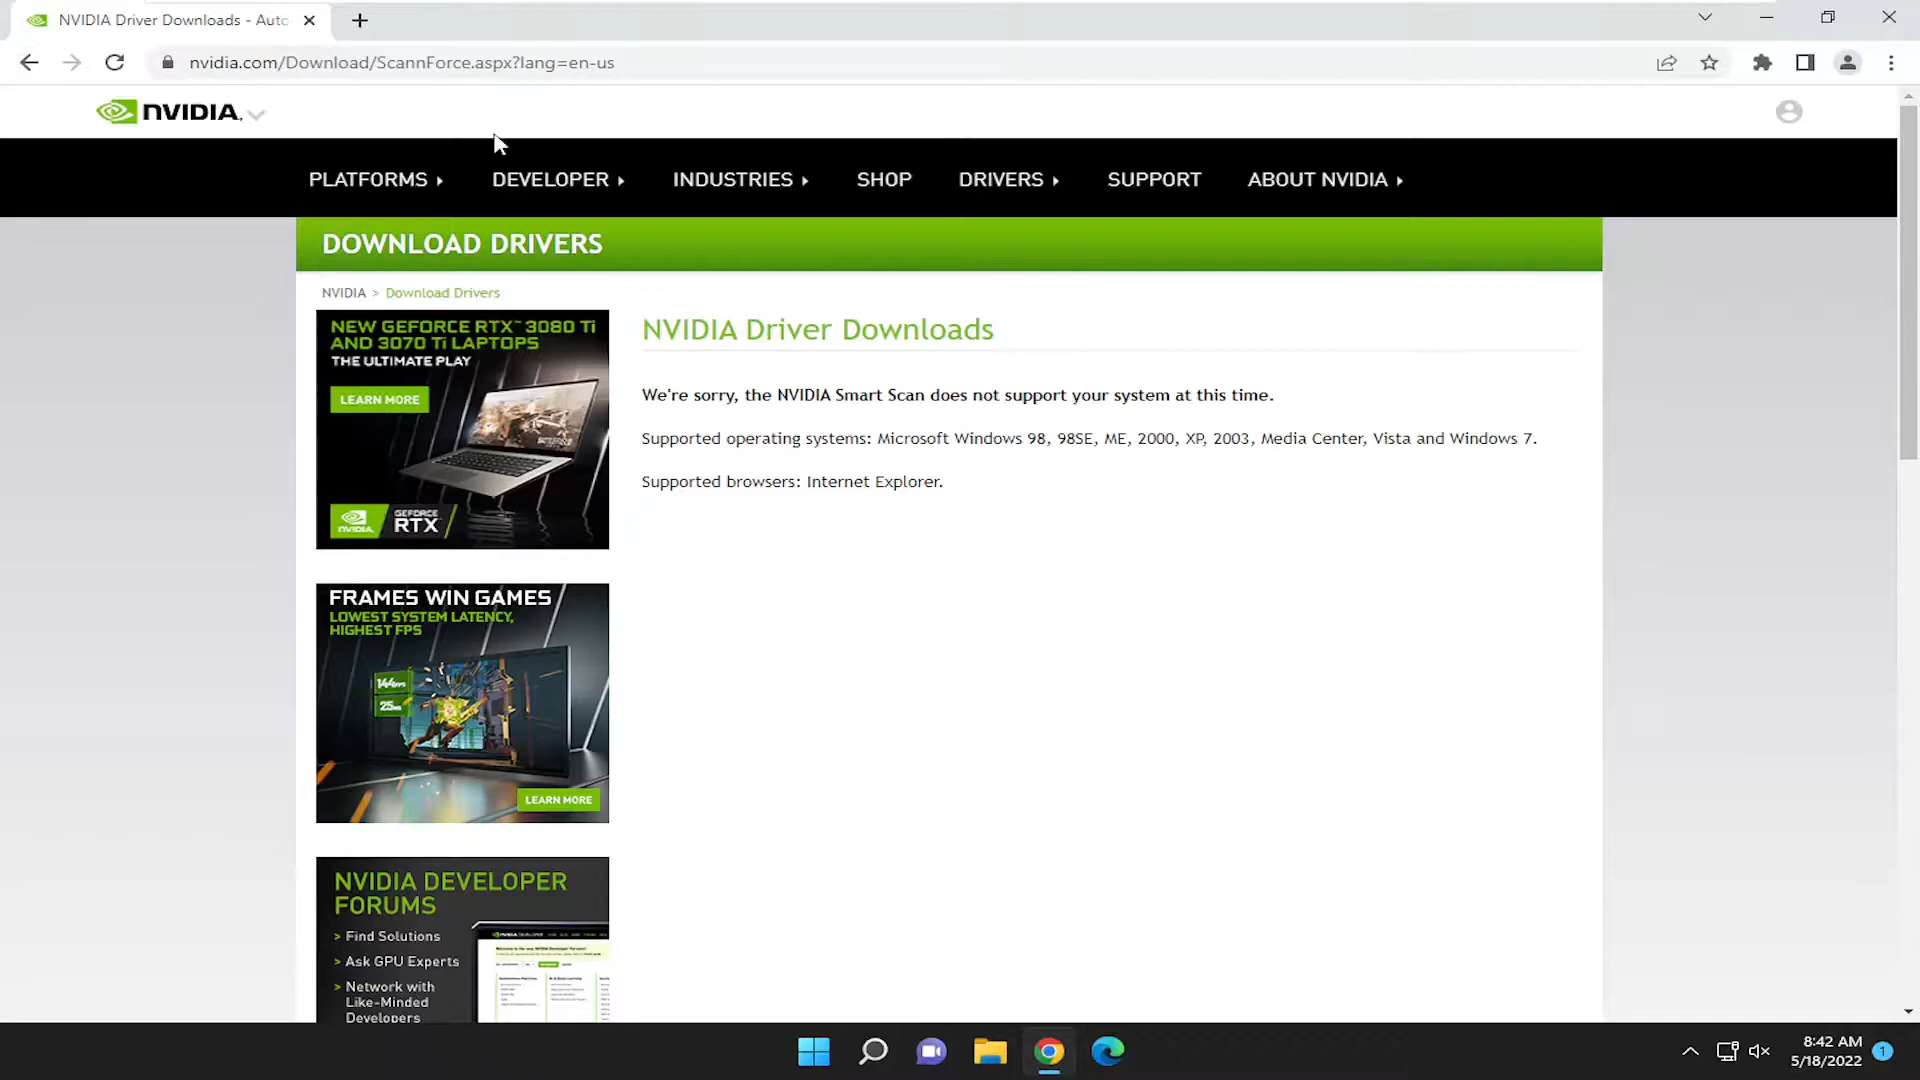 NVIDIA Driver Downloads - Auto
nvidia.com/Download/ScannForce.aspx?lang=en-us
NVIDIA.
PLATFORMS DEVELOPER INDUSTRIES SHOP DRIVERS SUPPORT ABOUT NVIDIA
DOWNLOAD DRIVERS
NVIDIA > Download Drivers
NEW GEFORCE RTX™ 3080 Ti
AND 3070 Ti LAPTOPS
THE ULTIMATE PLAY
LEARN MORE
NVIDIA.
GEFORCE
RTX
NVIDIA Driver Downloads
We're sorry, the NVIDIA Smart Scan does not support your system at this time.
Supported operating systems: Microsoft Windows 98, 98SE, ME, 2000, XP, 2003, Media Center, Vista and Windows 7.
Supported browsers: Internet Explorer.
FRAMES WIN GAMES
LOWEST SYSTEM LATENCY,
HIGHEST FPS
LEARN MORE
NVIDIA DEVELOPER
FORUMS
> Find Solutions
> Ask GPU Experts
> Network with
Like-Minded
Developers
8:42 AM
5/18/2022
1